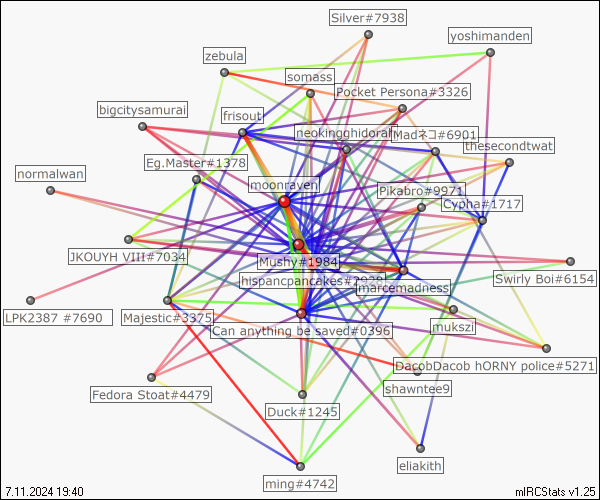 Silver#7938
yoshimanden
zebula
somass
Pocket Persona#3326
bigcitysamurai
frisout
neokingghidorah
Madネコ#6901
thesecondtwat
Eg.Master#1378
normalwan
moonraven
Pikabro#9971
Cypha#1717
JKOUYH VIII#7034
Mushy#1984
hispancpancakes#2928
Swirly Boi#6154
marcemadness
LPK2387 #7690
Majestic#3375
Can anything be saved#0396
mukszi
DacobDacob hORNY police#5271
Fedora Stoat#4479
shawntee9
Duck#1245
eliakith
ming#4742
7.11.2024 19:40
mIRCStats v1.25